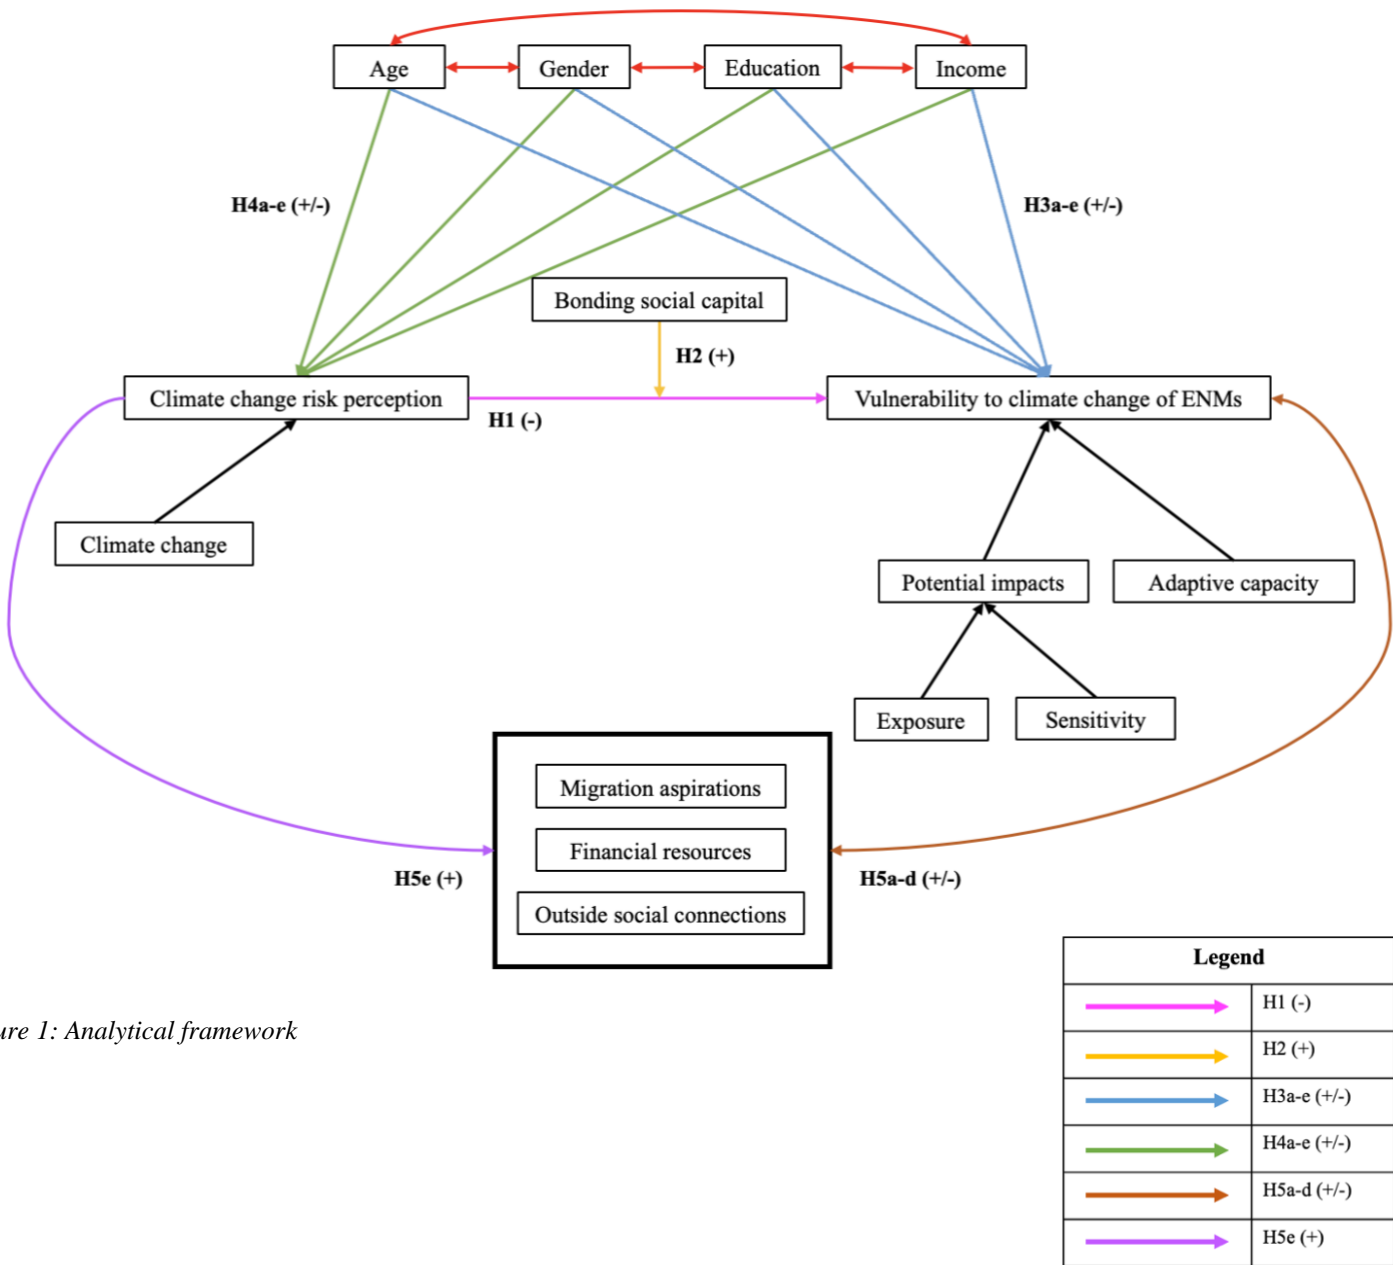 Age
Gender
Education
Income
H4a-e (+/-)
H3a-e (+/-)
Bonding social capital
H2 (+)
Climate change risk perception
Vulnerability to climate change of ENMs
H1 (-)
Climate change
Potential impacts
Adaptive capacity
Exposure
Sensitivity
Migration aspirations
Financial resources
Outside social connections
H5e (+)
H5a-d (+/-)
Legend
H1 (-)
H2 (+)
H3a-e (+/-)
H4a-e (+/-)
H5a-d (+/-)
H5e (+)
ure 1: Analytical framework